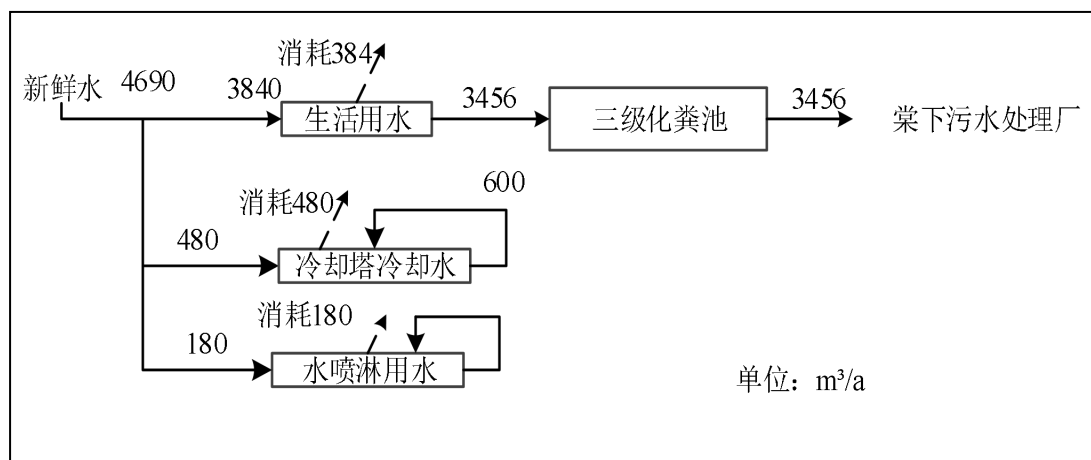 消耗384
新鲜水
4690
3840
生活用水
3456
三级化粪池
3456
棠下污水处理厂
消耗480
600
480
冷却塔冷却水
消耗180
180
水喷淋用水
单位：m³/a